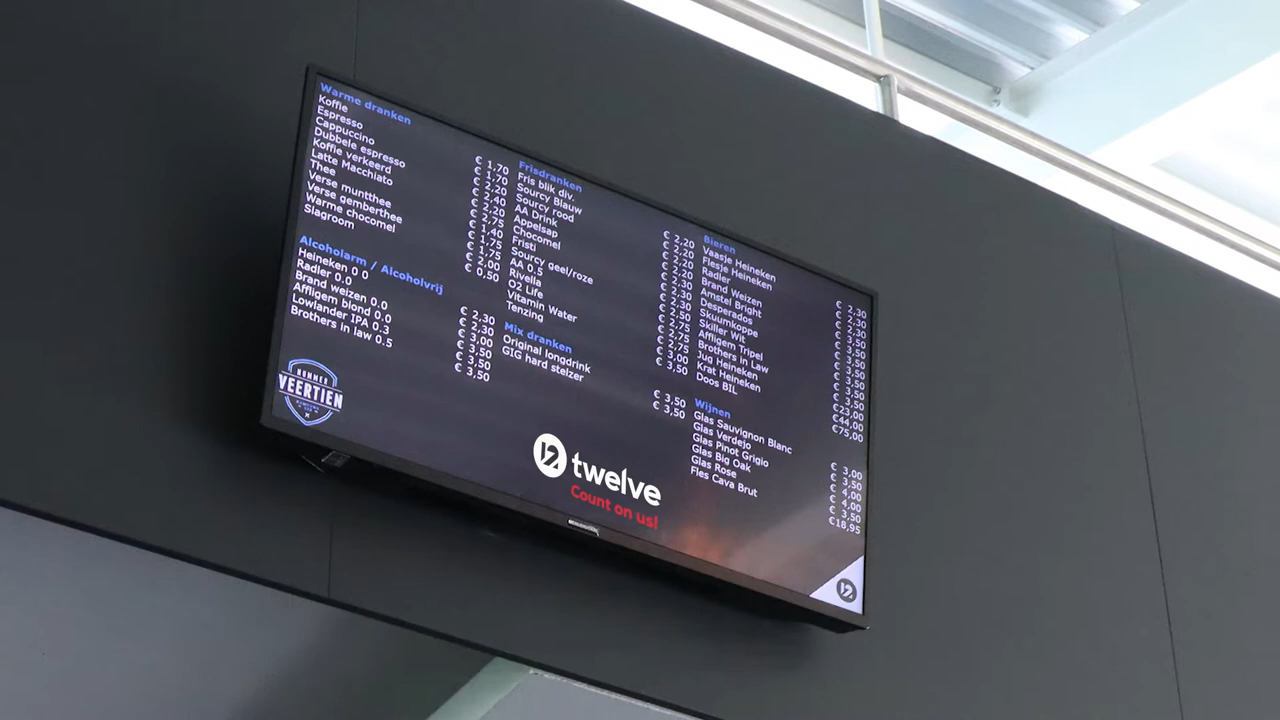 Warme dranken
Koffie € 1,70
Espresso € 1,70
Cappuccino € 2,20
Dubbele espresso € 2,40
Koffie verkeerd € 2,20
Latte Macchiato € 2,75
Thee € 1,40
Verse muntthee € 1,75
Verse gemberthee € 1,75
Warme chocomel € 2,00
Slagroom € 0,50
Alcoholarm / Alcoholvrij
Heineken 0 0 € 2,30
Radler 0.0 € 2,30
Brand weizen 0.0 € 3,00
Affligem blond 0.0 € 3,50
Lowlander IPA 0.3 € 3,50
Brothers in law 0.5 € 3,50
NUMMER
VEERTIEN
Frisdranken
Fris blik div. € 2,20
Sourcy Blauw € 2,20
Sourcy rood € 2,20
AA Drink € 2,30
Appelsap € 2,30
Chocomel € 2,30
Fristi € 2,30
Sourcy geel/roze € 2,50
AA 0.5 € 2,75
Rivella € 2,75
O2 Life € 2,75
Vitamin Water € 3,00
Tenzing € 3,50
Mix dranken
Original longdrink € 3,50
GIG hard stelzer € 3,50
12 twelve
Count on us!
Bieren
Vaasje Heineken € 2,30
Flesje Heineken € 2,30
Radler € 2,30
Brand Weizen € 3,50
Amstel Bright € 3,50
Desperados € 3,50
Skuumkoppe € 3,50
Skiller Wit € 3,50
Affligem Tripel € 3,50
Brothers in Law € 3,50
Jug Heineken €23,00
Krat Heineken €44,00
Doos BIL €75,00
Wijnen
Glas Sauvignon Blanc € 3,00
Glas Verdejo € 3,50
Glas Pinot Grigio € 4,00
Glas Big Oak € 4,00
Glas Rose € 3,50
Fles Cava Brut €18,95
12